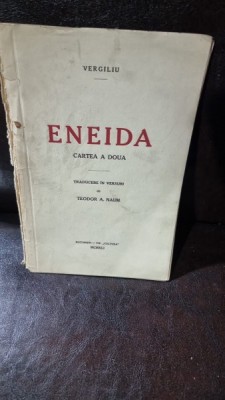 VERGILIU
ENEIDA
CARTEA A DOUA
TRADUCERE IN VERSURI
DE
TEODOR A. NAUM